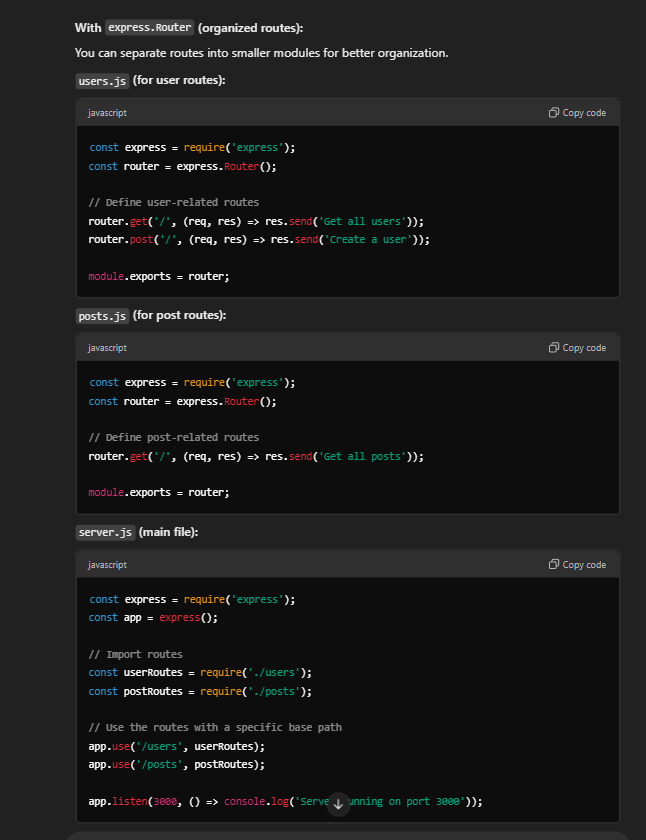 With express.Router (organized routes):
You can separate routes into smaller modules for better organization.
users.js (for user routes):
javascript Copy code
const express = require('express');
const router = express.Router();
// Define user-related routes
router.get('/', (req, res) => res.send('Get all users'));
router.post('/', (req, res) => res.send('Create a user'));
module.exports = router;
posts.js (for post routes):
javascript Copy code
const express = require('express');
const router = express.Router();
// Define post-related routes
router.get('/', (req, res) => res.send('Get all posts'));
module.exports = router;
server.js (main file):
javascript Copy code
const express = require('express');
const app = express();
// Import routes
const userRoutes = require('./users');
const postRoutes = require('./posts');
// Use the routes with a specific base path
app.use('/users', userRoutes);
app.use('/posts', postRoutes);
app.listen(3000, () => console.log('Serve unning on port 3000'));